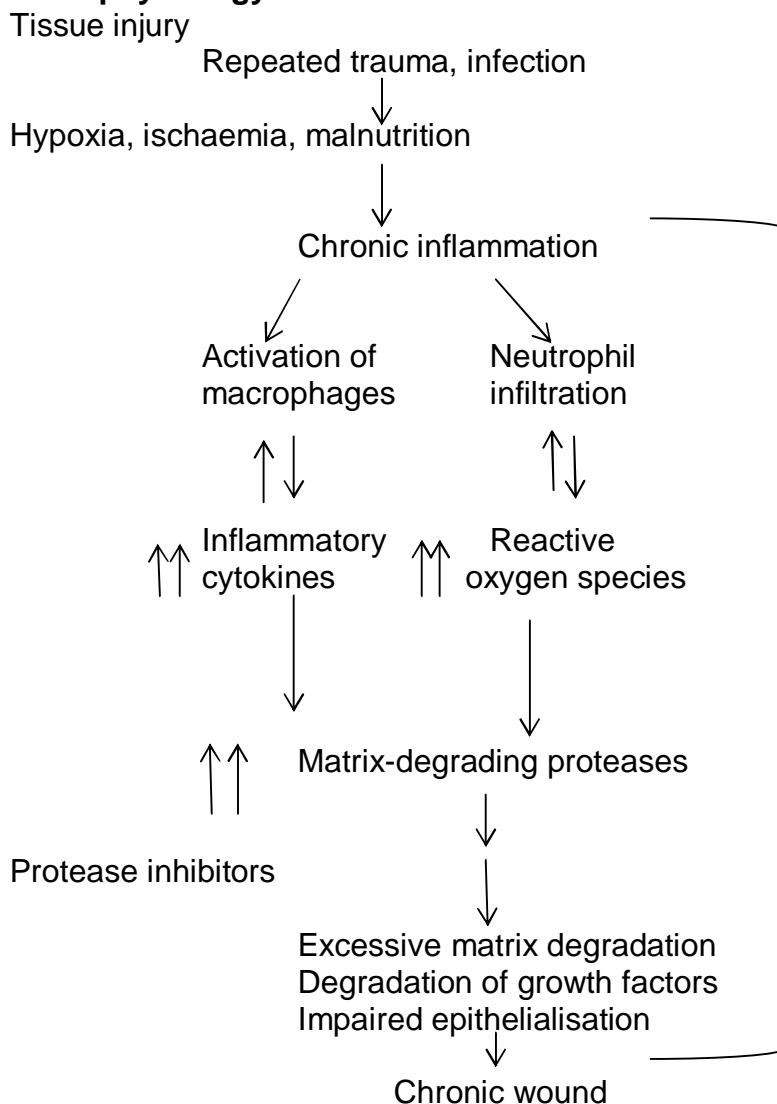 Tissue injury
Repeated trauma, infection
Hypoxia, ischaemia, malnutrition
Chronic inflammation
Activation of
macrophages
Neutrophil
infiltration
Inflammatory
cytokines
Reactive
oxygen species
Matrix-degrading proteases
Protease inhibitors
Excessive matrix degradation
Degradation of growth factors
Impaired epithelialisation
Chronic wound